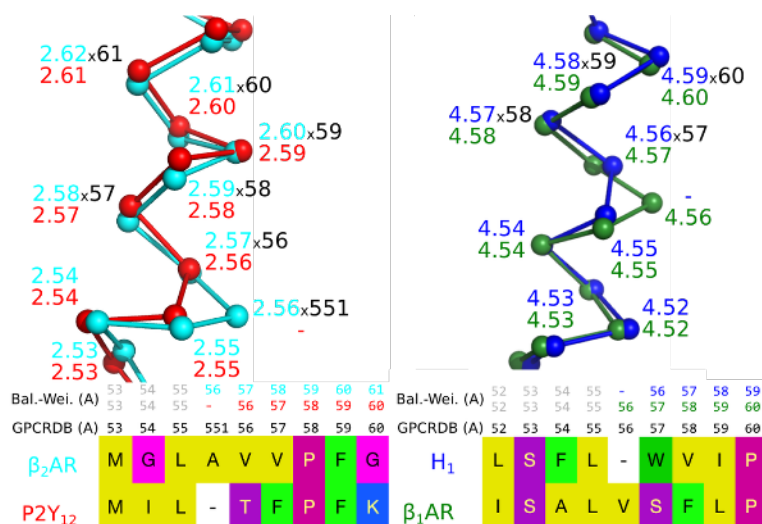 2.62x61
2.61
2.61x60
2.60
2.60x59
2.59
2.58x57
2.57
2.59x58
2.58
2.57x56
2.56
2.54
2.54
2.56x551
-
2.53
2.53
2.55
2.55
4.58x59
4.59
4.59x60
4.60
4.57x58
4.58
4.56x57
4.57
-
4.56
4.54
4.54
4.55
4.55
4.53
4.53
4.52
4.52
Bal.-Wei. (A) 53 54 55 56 57 58 59 60 61
53 54 55 - 56 57 58 59 60
GPCRDB (A) 53 54 55 551 56 57 58 59 60
β2AR M G L A V V P F G
P2Y12 M I L - T F P F K
Bal.-Wei. (A) 52 53 54 55 - 56 57 58 59
52 53 54 55 56 57 58 59 60
GPCRDB (A) 52 53 54 55 56 57 58 59 60
H1 L S F L - W V I P
β1AR I S A L V S F L P